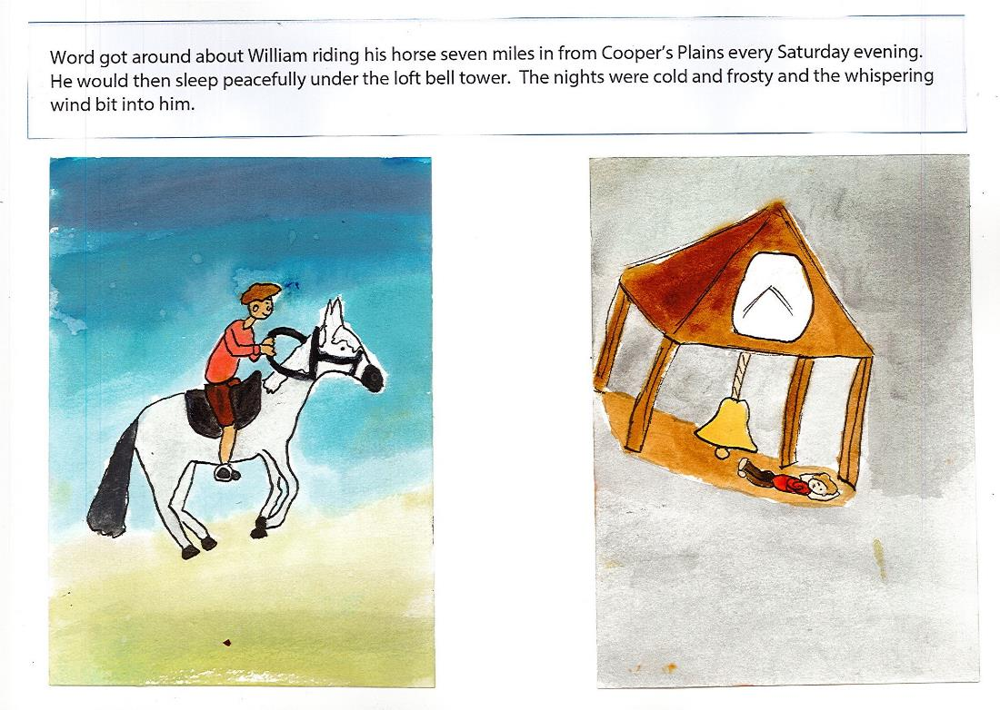 Word got around about William riding his horse seven miles in from Cooper's Plains every Saturday evening.
He would then sleep peacefully under the loft bell tower.  The nights were cold and frosty and the whispering
wind bit into him.